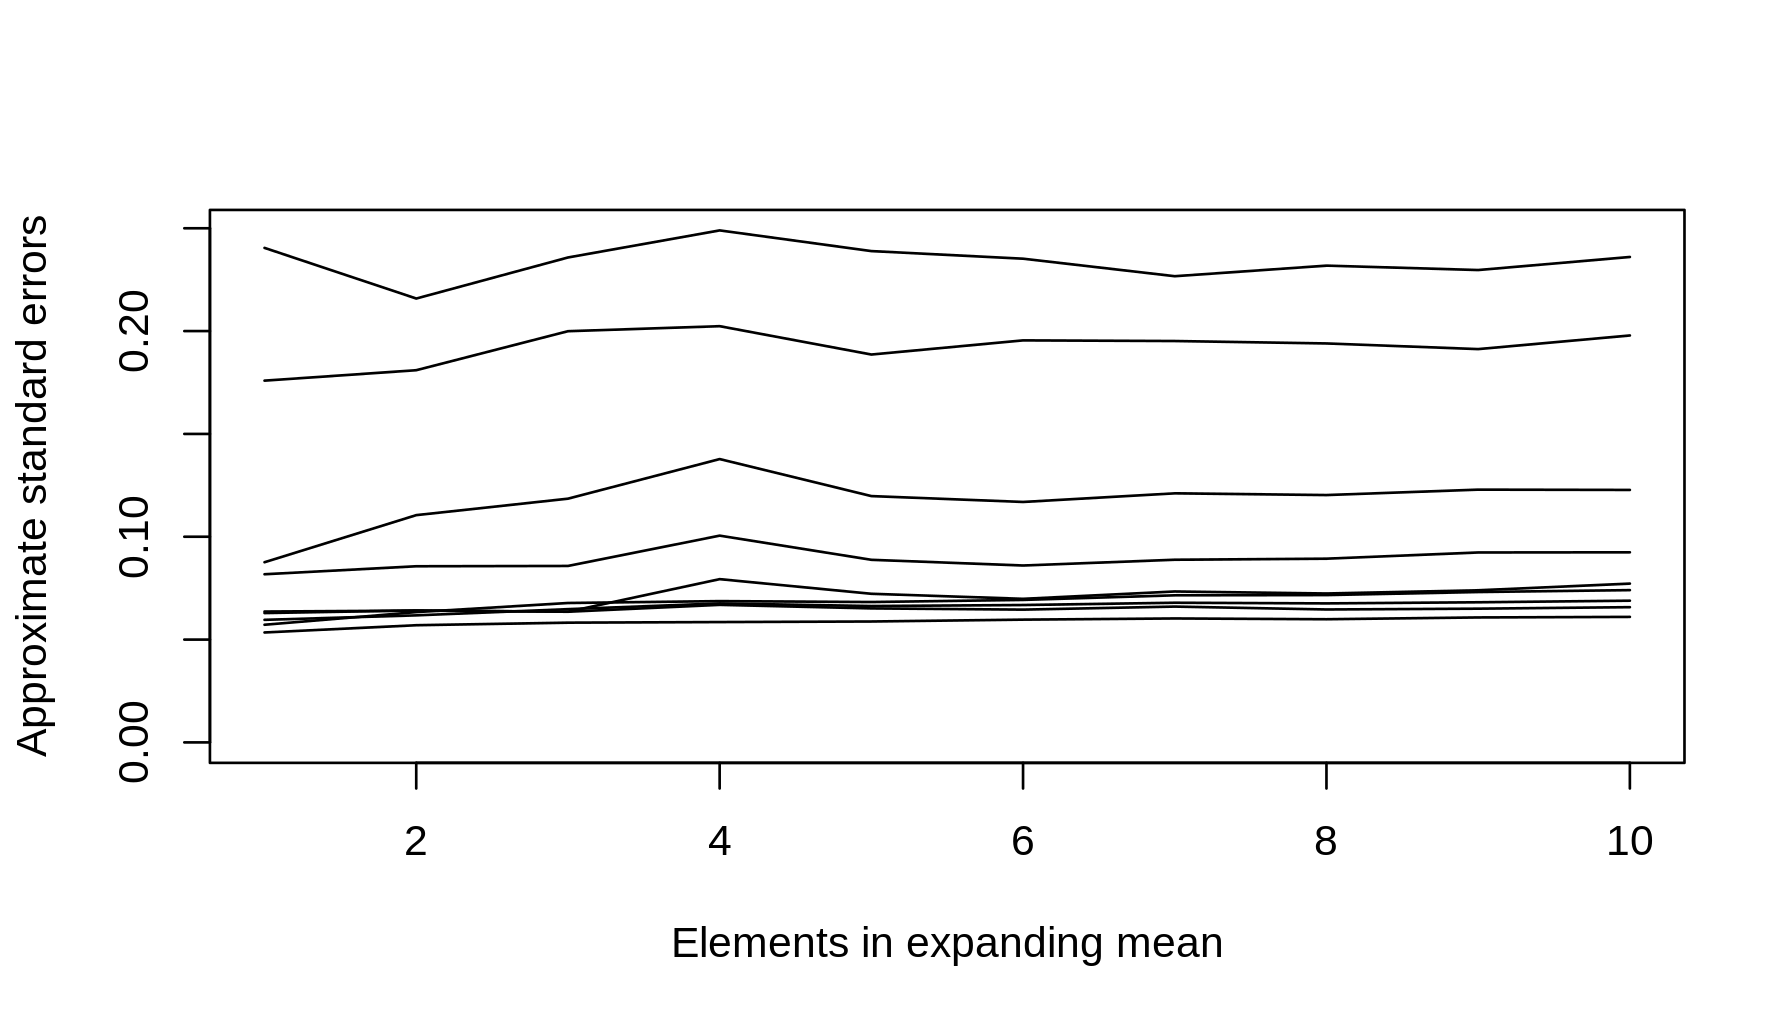 Approximate standard errors
0.20
0.10
0.00
2 4 6 8 10
Elements in expanding mean